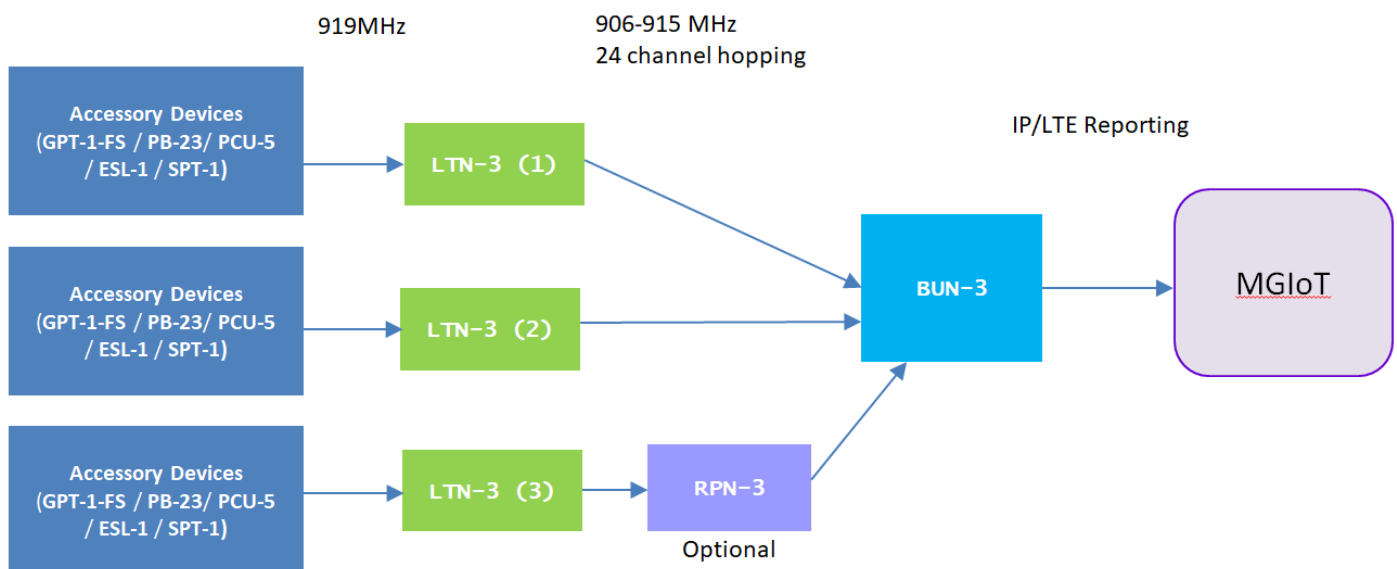 919MHz
906-915 MHz
24 channel hopping
IP/LTE Reporting
Accessory Devices
(GPT-1-FS / PB-23/ PCU-5
/ ESL-1 / SPT-1)
LTN-3 (1)
Accessory Devices
(GPT-1-FS / PB-23/ PCU-5
/ ESL-1 / SPT-1)
LTN-3 (2)
BUN-3
MGIoT
Accessory Devices
(GPT-1-FS / PB-23/ PCU-5
/ ESL-1 / SPT-1)
LTN-3 (3)
RPN-3
Optional